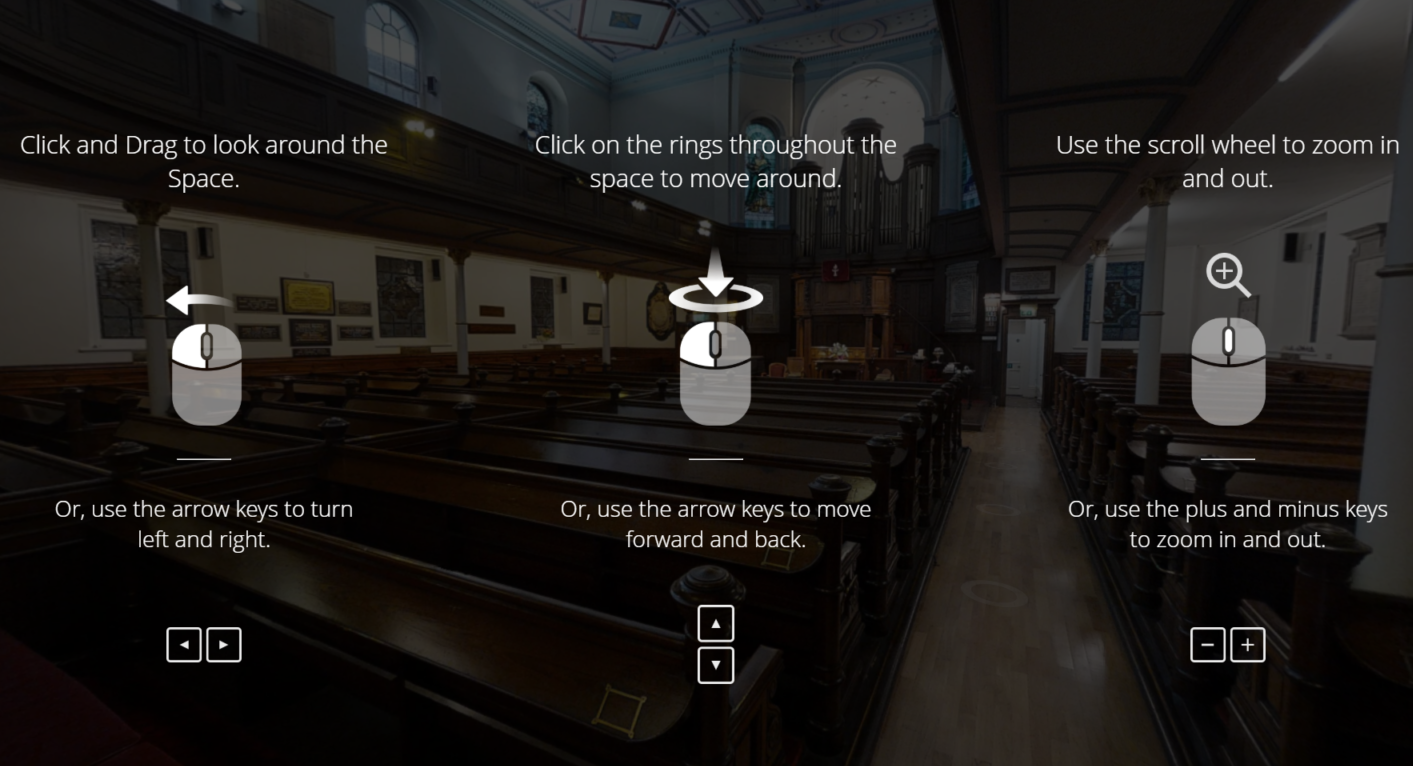 Click and Drag to look around the
Space.
Or, use the arrow keys to turn
left and right.
Click on the rings throughout the
space to move around.
Or, use the arrow keys to move
forward and back.
Use the scroll wheel to zoom in
and out.
Or, use the plus and minus keys
to zoom in and out.